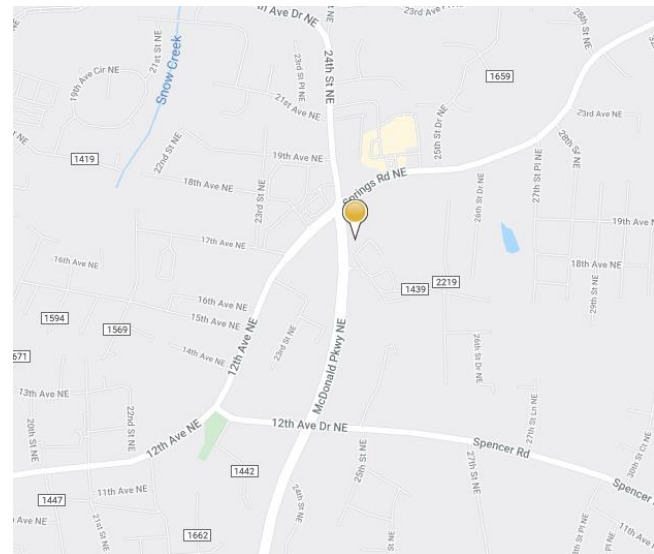 12th Ave Dr NE
23rd Ave
28th St NE
21st St NE
19th Ave Cir NE
Snow Creek
23rd St Pl NE
24th St NE
1659
21st Ave NE
25th St Dr NE
23rd Ave
22nd St NE
1419
19th Ave NE
28th St NE
18th Ave NE
Springs Rd NE
27th St Pl NE
26th St Dr NE
23rd St NE
19th Ave N
17th Ave NE
16th Ave NE
18th Ave NE
2219
1439
29th St NE
16th Ave NE
1594
15th Ave NE
1569
23rd St NE
12th Ave NE
McDonald Pkwy NE
26th St Dr NE
671
14th Ave NE
13th Ave NE
22nd St NE
20th St NE
12th Ave NE
12th Ave Dr NE
27th St Ln NE
Spencer Rd
30th St Ct NE
1442
25th St NE
27th St NE
Spencer
11th Ave NE
1447
24th St NE
21st St NE
Ave NE
1662
St NE
11th Ave